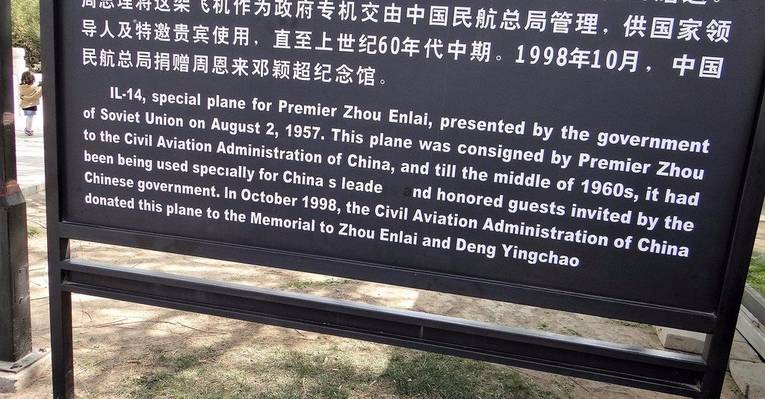 周总理将这架飞机作为政府专机交由中国民航总局管理，供国家领
导人及特邀贵宾使用，直至上世纪60年代中期。1998年10月，中国
民航总局捐赠周恩来邓颖超纪念馆。
IL-14, special plane for Premier Zhou Enlai, presented by the government
of Soviet Union on August 2, 1957. This plane was consigned by Premier Zhou
to the Civil Aviation Administration of China, and till the middle of 1960s, it had
been being used specially for China s leade nd honored guests invited by the
Chinese government. In October 1998, the Civil Aviation Administration of China
donated this plane to the Memorial to Zhou Enlai and Deng Yingchao